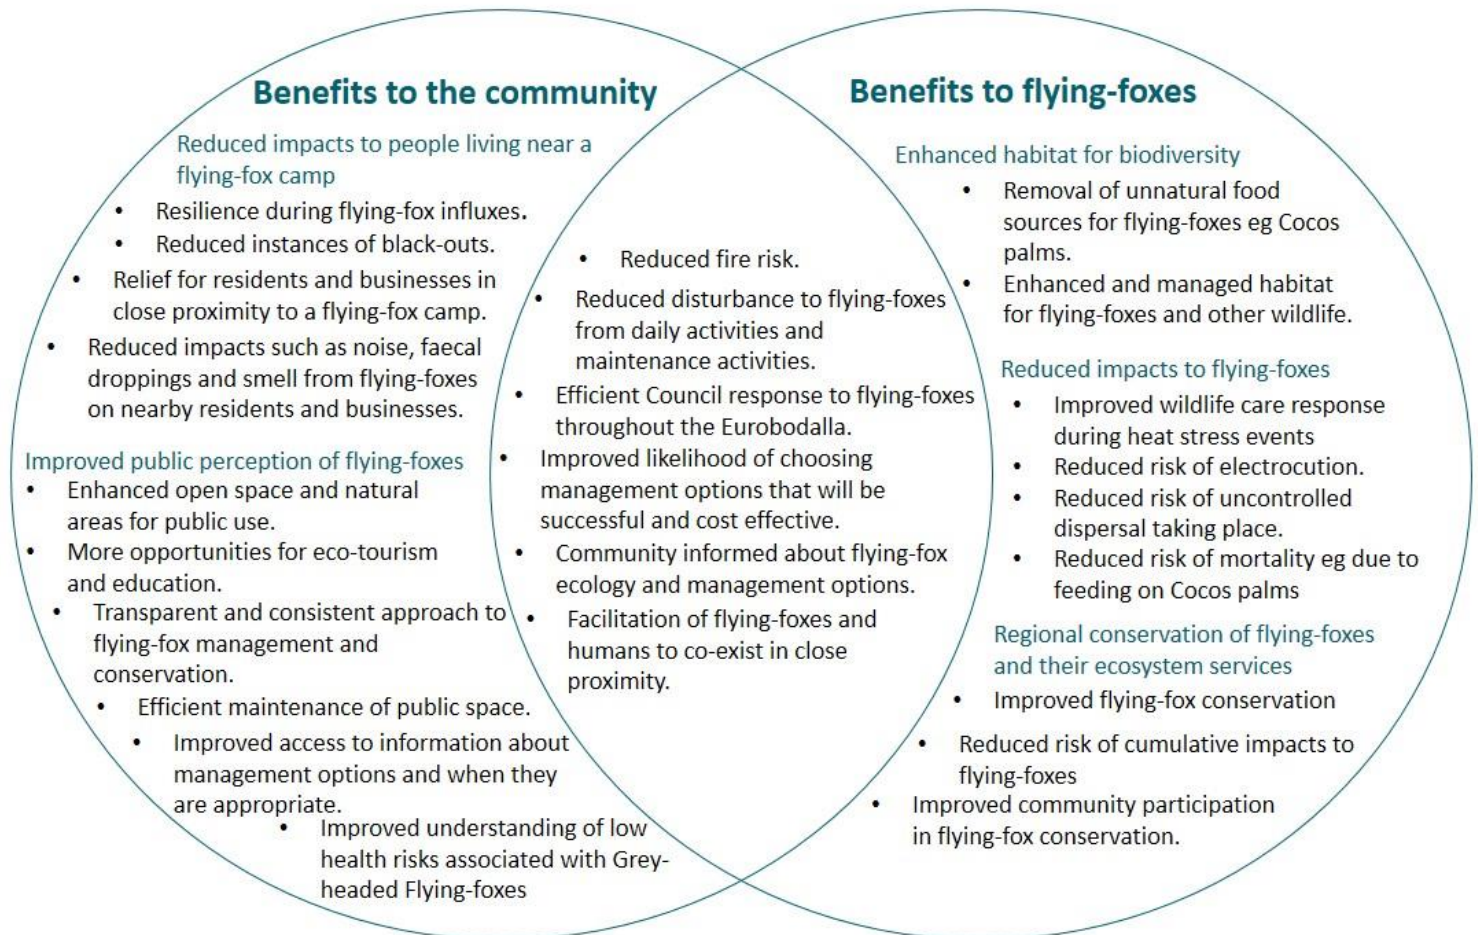 Benefits to the community
Reduced impacts to people living near a
flying-fox camp
• Resilience during flying-fox influxes.
• Reduced instances of black-outs.
• Relief for residents and businesses in
close proximity to a flying-fox camp.
• Reduced impacts such as noise, faecal
droppings and smell from flying-foxes
on nearby residents and businesses.
Improved public perception of flying-foxes
• Enhanced open space and natural
areas for public use.
• More opportunities for eco-tourism
and education.
• Transparent and consistent approach to
flying-fox management and
conservation.
• Efficient maintenance of public space.
• Improved access to information about
management options and when they
are appropriate.
• Improved understanding of low
health risks associated with Grey-
headed Flying-foxes
• Reduced fire risk.
• Reduced disturbance to flying-foxes
from daily activities and
maintenance activities.
• Efficient Council response to flying-foxes
throughout the Eurobodalla.
• Improved likelihood of choosing
management options that will be
successful and cost effective.
• Community informed about flying-fox
ecology and management options.
• Facilitation of flying-foxes and
humans to co-exist in close
proximity.
Benefits to flying-foxes
Enhanced habitat for biodiversity
• Removal of unnatural food
sources for flying-foxes eg Cocos
palms.
• Enhanced and managed habitat
for flying-foxes and other wildlife.
Reduced impacts to flying-foxes
• Improved wildlife care response
during heat stress events
• Reduced risk of electrocution.
• Reduced risk of uncontrolled
dispersal taking place.
• Reduced risk of mortality eg due to
feeding on Cocos palms
Regional conservation of flying-foxes
and their ecosystem services
• Improved flying-fox conservation
• Reduced risk of cumulative impacts to
flying-foxes
• Improved community participation
in flying-fox conservation.